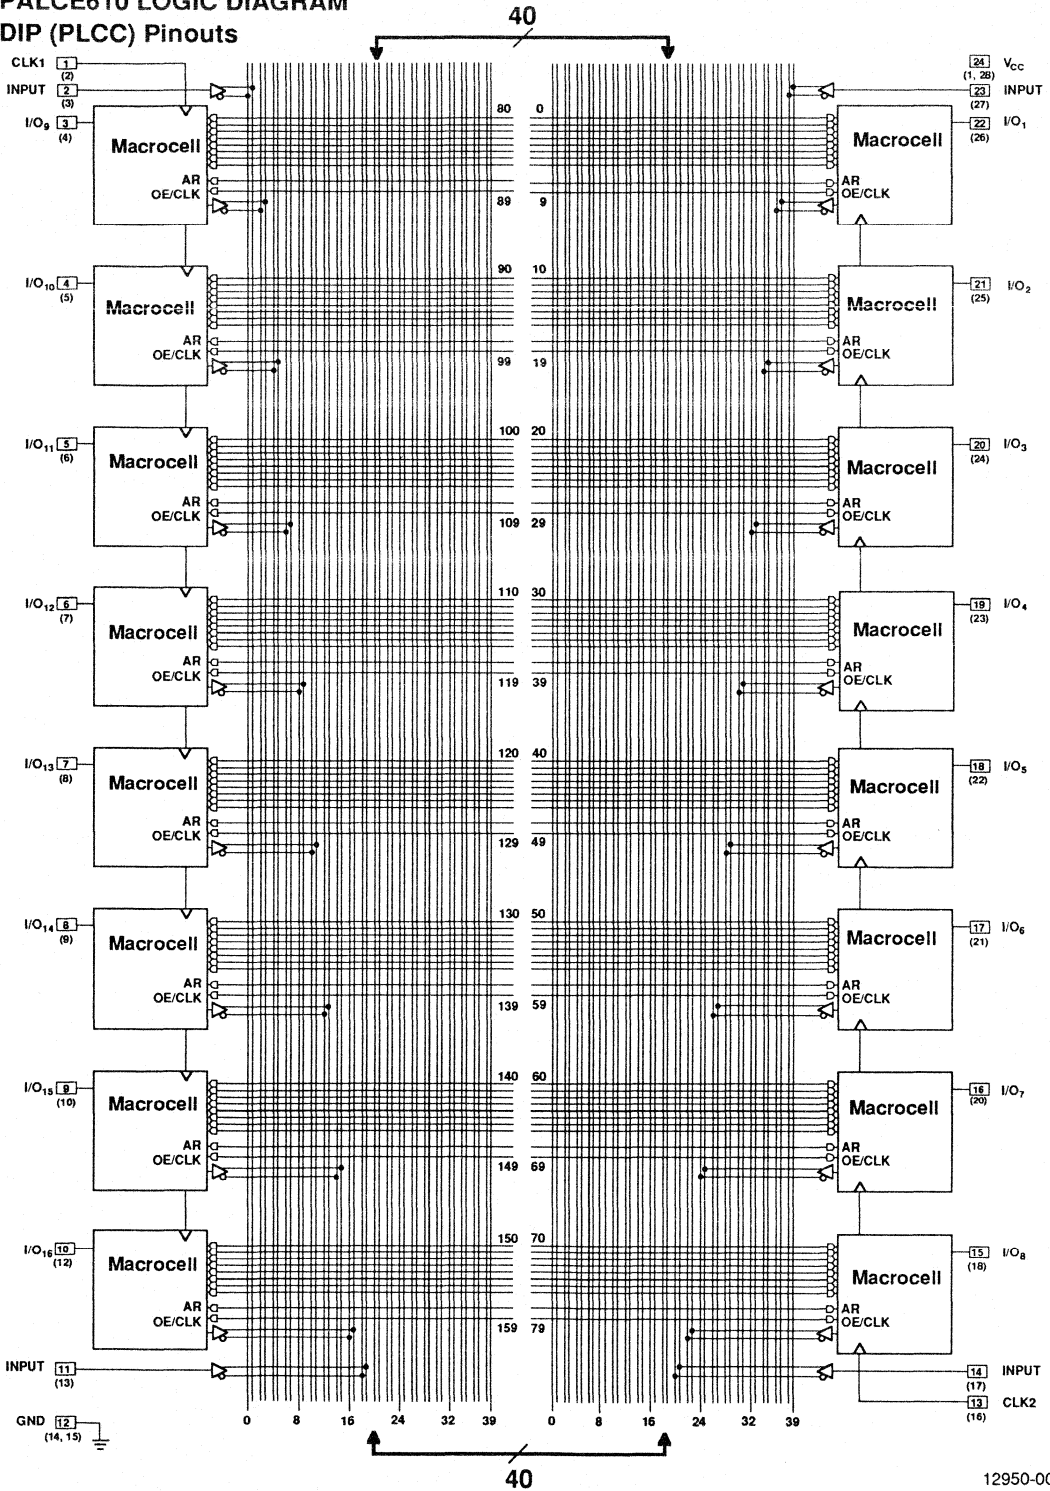 PALCE610 LOGIC DIAGRAM
DIP (PLCC) Pinouts
40
CLK1 1 (2)
INPUT 2 (3)
24 VCC (1, 28)
23 INPUT (27)
I/O9 3 (4)
Macrocell
AR
OE/CLK
80 0
89 9
Macrocell
AR
OE/CLK
22 I/O1 (26)
I/O10 4 (5)
Macrocell
AR
OE/CLK
90 10
99 19
Macrocell
AR
OE/CLK
21 I/O2 (25)
I/O11 5 (6)
Macrocell
AR
OE/CLK
100 20
109 29
Macrocell
AR
OE/CLK
20 I/O3 (24)
I/O12 6 (7)
Macrocell
AR
OE/CLK
110 30
119 39
Macrocell
AR
OE/CLK
19 I/O4 (23)
I/O13 7 (8)
Macrocell
AR
OE/CLK
120 40
129 49
Macrocell
AR
OE/CLK
18 I/O5 (22)
I/O14 8 (9)
Macrocell
AR
OE/CLK
130 50
139 59
Macrocell
AR
OE/CLK
17 I/O6 (21)
I/O15 9 (10)
Macrocell
AR
OE/CLK
140 60
149 69
Macrocell
AR
OE/CLK
16 I/O7 (20)
I/O16 10 (12)
Macrocell
AR
OE/CLK
150 70
159 79
Macrocell
AR
OE/CLK
15 I/O8 (18)
INPUT 11 (13)
14 INPUT (17)
13 CLK2 (16)
GND 12 (14, 15)
0 8 16 24 32 39 0 8 16 24 32 39
40
12950-00